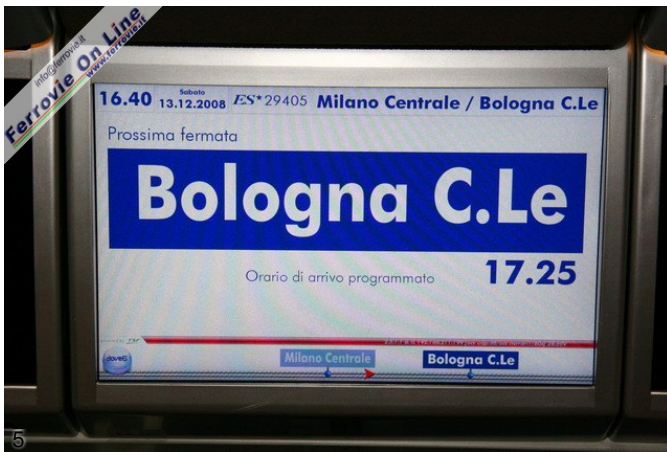 info@ferrovie.it
Ferrovie On Line
www.ferrovie.it
16.40 Sabato 13.12.2008 ES*29405 Milano Centrale / Bologna C.Le
Prossima fermata
Bologna C.Le
Orario di arrivo programmato 17.25
dove6
Milano Centrale Bologna C.Le
5